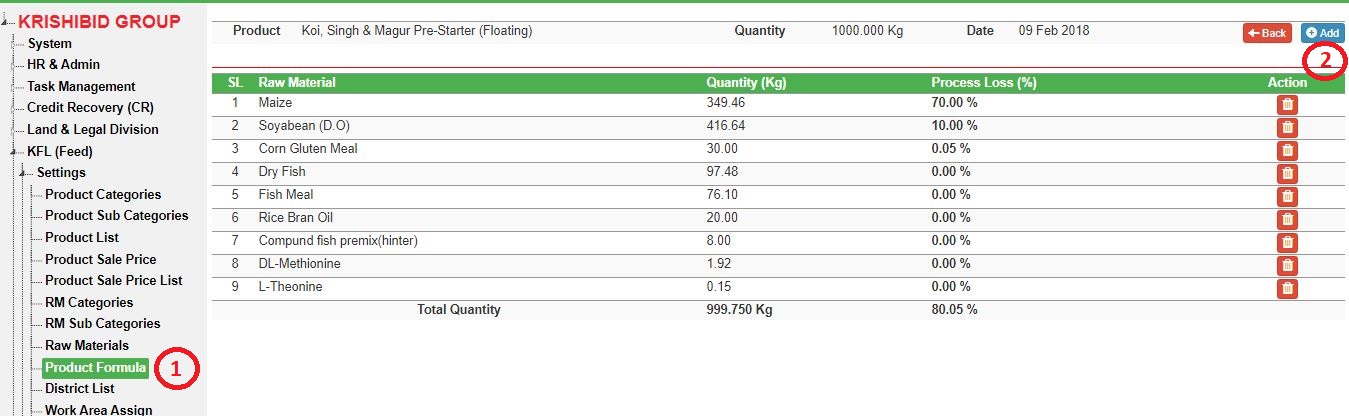 KRISHIBID GROUP
System
HR & Admin
Task Management
Credit Recovery (CR)
Land & Legal Division
KFL (Feed)
Settings
Product Categories
Product Sub Categories
Product List
Product Sale Price
Product Sale Price List
RM Categories
RM Sub Categories
Raw Materials
Product Formula 1
District List
Work Area Assign
Product Koi, Singh & Magur Pre-Starter (Floating) Quantity 1000.000 Kg Date 09 Feb 2018 Back Add
2
SL Raw Material Quantity (Kg) Process Loss (%) Action
1 Maize 349.46 70.00 %
2 Soyabean (D.O) 416.64 10.00 %
3 Corn Gluten Meal 30.00 0.05 %
4 Dry Fish 97.48 0.00 %
5 Fish Meal 76.10 0.00 %
6 Rice Bran Oil 20.00 0.00 %
7 Compund fish premix(hinter) 8.00 0.00 %
8 DL-Methionine 1.92 0.00 %
9 L-Theonine 0.15 0.00 %
Total Quantity 999.750 Kg 80.05 %